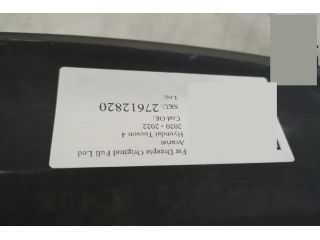 Far Dreapta Original Full Led
Avariat
Hyundai Tucson 4
2020 - 2022
Cod OE:
SKU: 27612820
Loc: